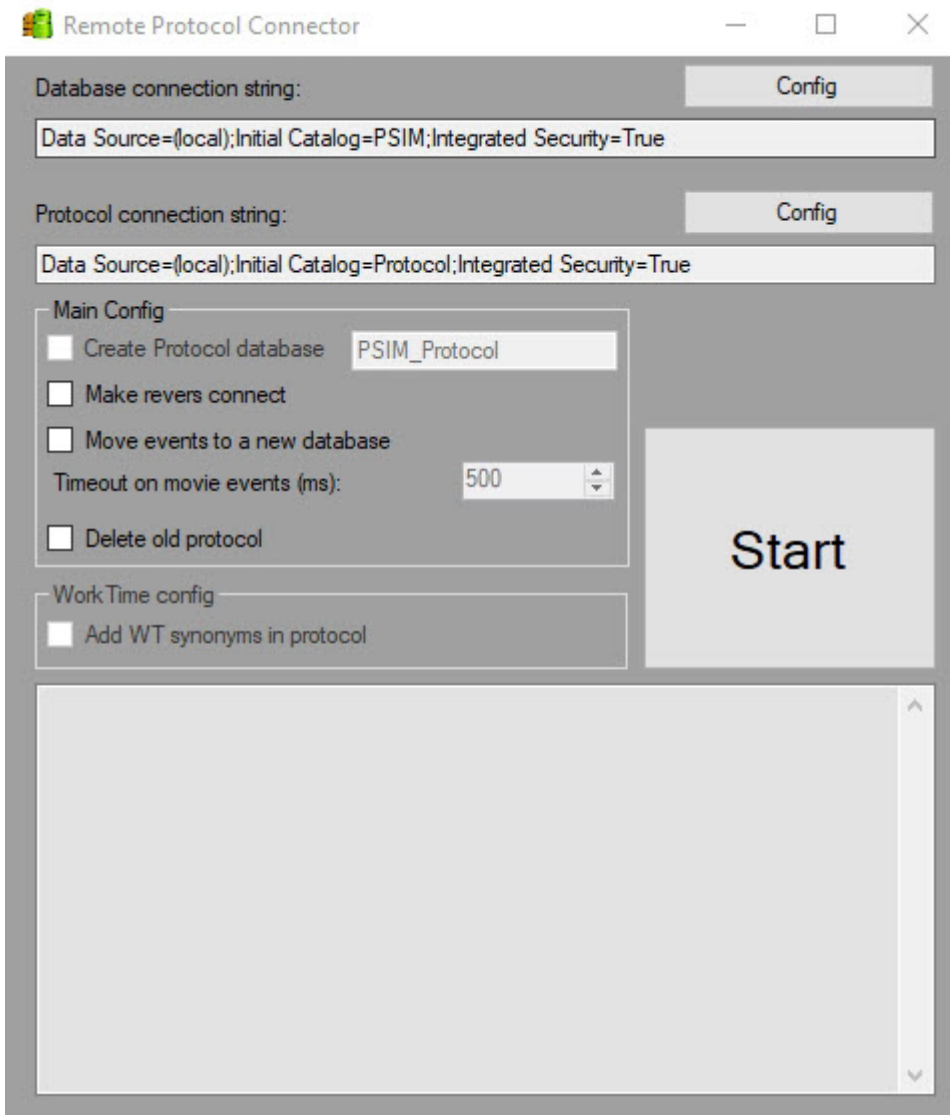 Remote Protocol Connector
Database connection string:
Config
Data Source=(local);Initial Catalog=PSIM;Integrated Security=True
Protocol connection string:
Config
Data Source=(local);Initial Catalog=Protocol;Integrated Security=True
Main Config
Create Protocol database
PSIM_Protocol
Make revers connect
Move events to a new database
Timeout on movie events (ms):
500
Delete old protocol
Start
Work Time config
Add WT synonyms in protocol